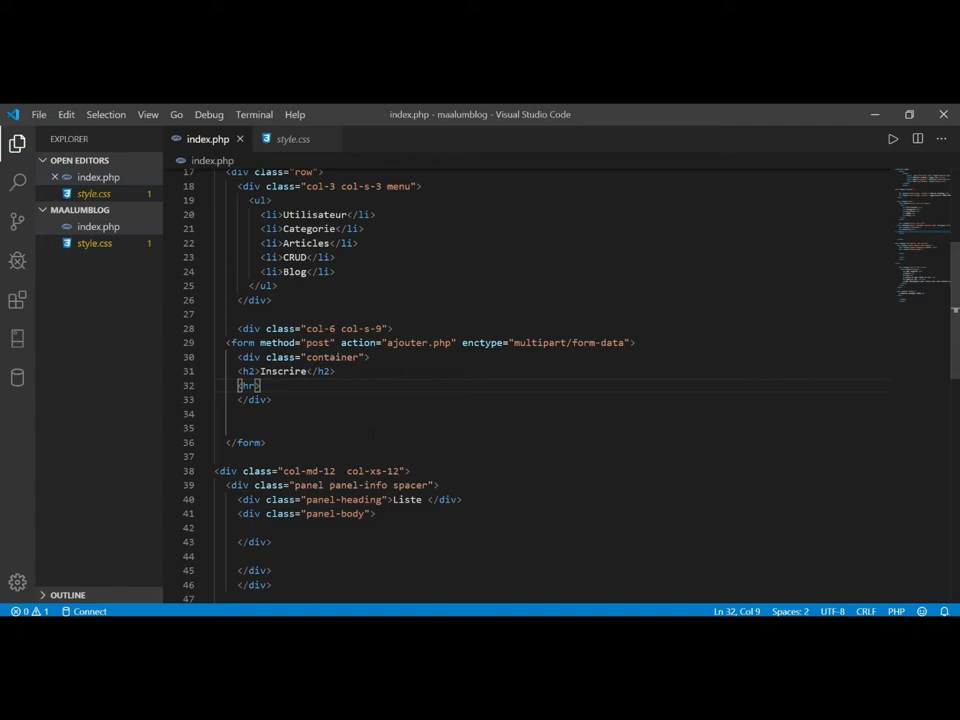 File Edit Selection View Go Debug Terminal Help index.php - maalumblog - Visual Studio Code
EXPLORER
OPEN EDITORS
index.php
style.css 1
MAALUMBLOG
index.php
style.css 1
OUTLINE
index.php style.css
index.php
17 <div class="row">
18 <div class="col-3 col-s-3 menu">
19 <ul>
20 <li>Utilisateur</li>
21 <li>Categorie</li>
22 <li>Articles</li>
23 <li>CRUD</li>
24 <li>Blog</li>
25 </ul>
26 </div>
27
28 <div class="col-6 col-s-9">
29 <form method="post" action="ajouter.php" enctype="multipart/form-data">
30 <div class="container">
31 <h2>Inscrire</h2>
32 <hr>
33 </div>
34
35
36 </form>
37
38 <div class="col-md-12  col-xs-12">
39 <div class="panel panel-info spacer">
40 <div class="panel-heading">Liste </div>
41 <div class="panel-body">
42
43 </div>
44
45 </div>
46 </div>
47
0 1 Connect Ln 32, Col 9 Spaces: 2 UTF-8 CRLF PHP